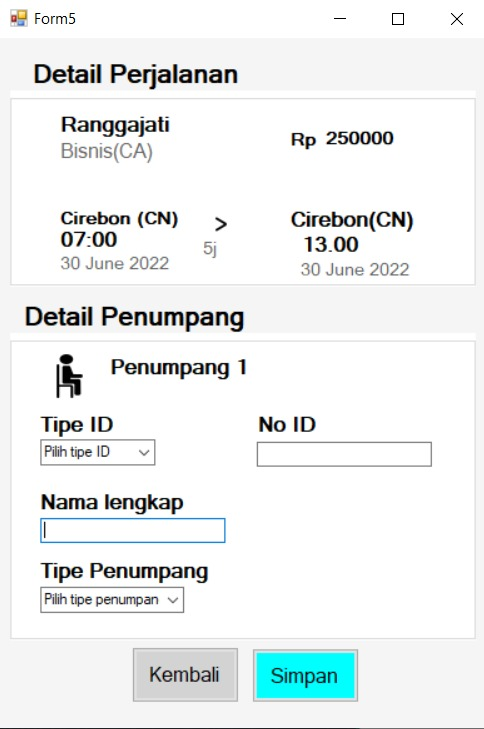 Form5
Detail Perjalanan
Ranggajati
Bisnis(CA)
Rp 250000
Cirebon (CN)
07:00
30 June 2022
>
5j
Cirebon(CN)
13.00
30 June 2022
Detail Penumpang
Penumpang 1
Tipe ID
Pilih tipe ID
No ID
Nama lengkap
Tipe Penumpang
Pilih tipe penumpan
Kembali
Simpan